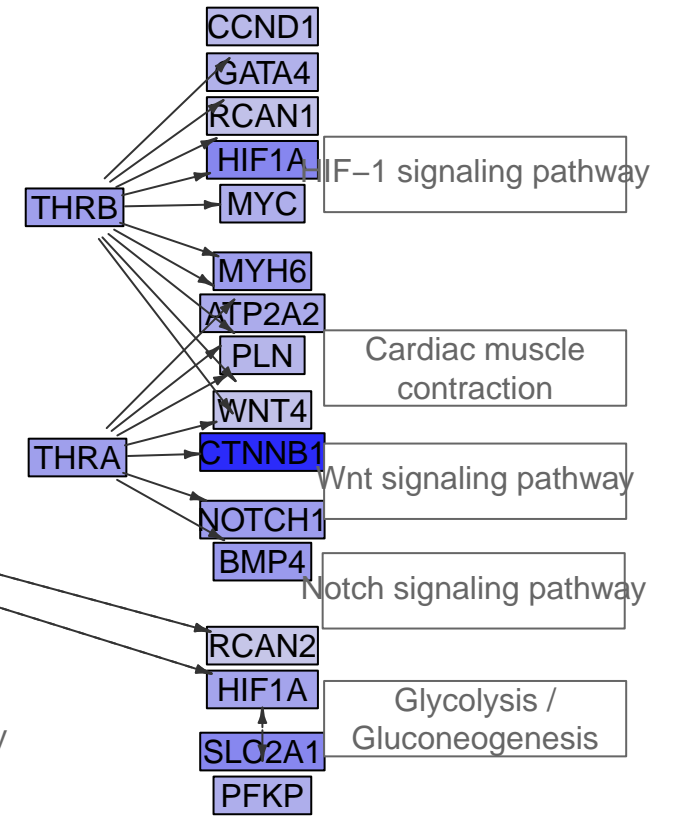 CCND1
GATA4
RCAN1
HIF1A
HIF−1 signaling pathway
THRB
MYC
MYH6
ATP2A2
PLN
Cardiac muscle
contraction
WNT4
THRA
CTNNB1
Wnt signaling pathway
NOTCH1
BMP4
Notch signaling pathway
RCAN2
HIF1A
Glycolysis /
Gluconeogenesis
SLC2A1
PFKP